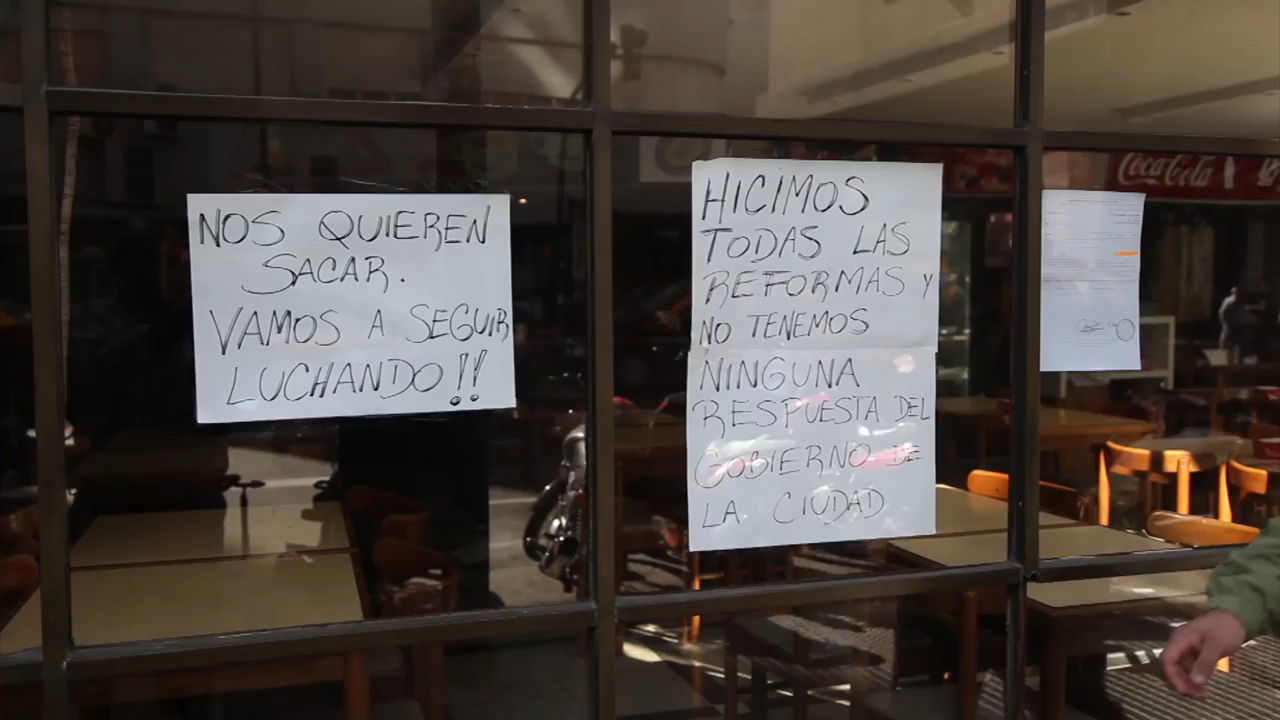 NOS QUIEREN
SACAR.
VAMOS A SEGUIR
LUCHANDO!!
HICIMOS
TODAS LAS
REFORMAS Y
NO TENEMOS
NINGUNA
RESPUESTA DEL
GOBIERNO DE
LA CIUDAD
Coca-Cola